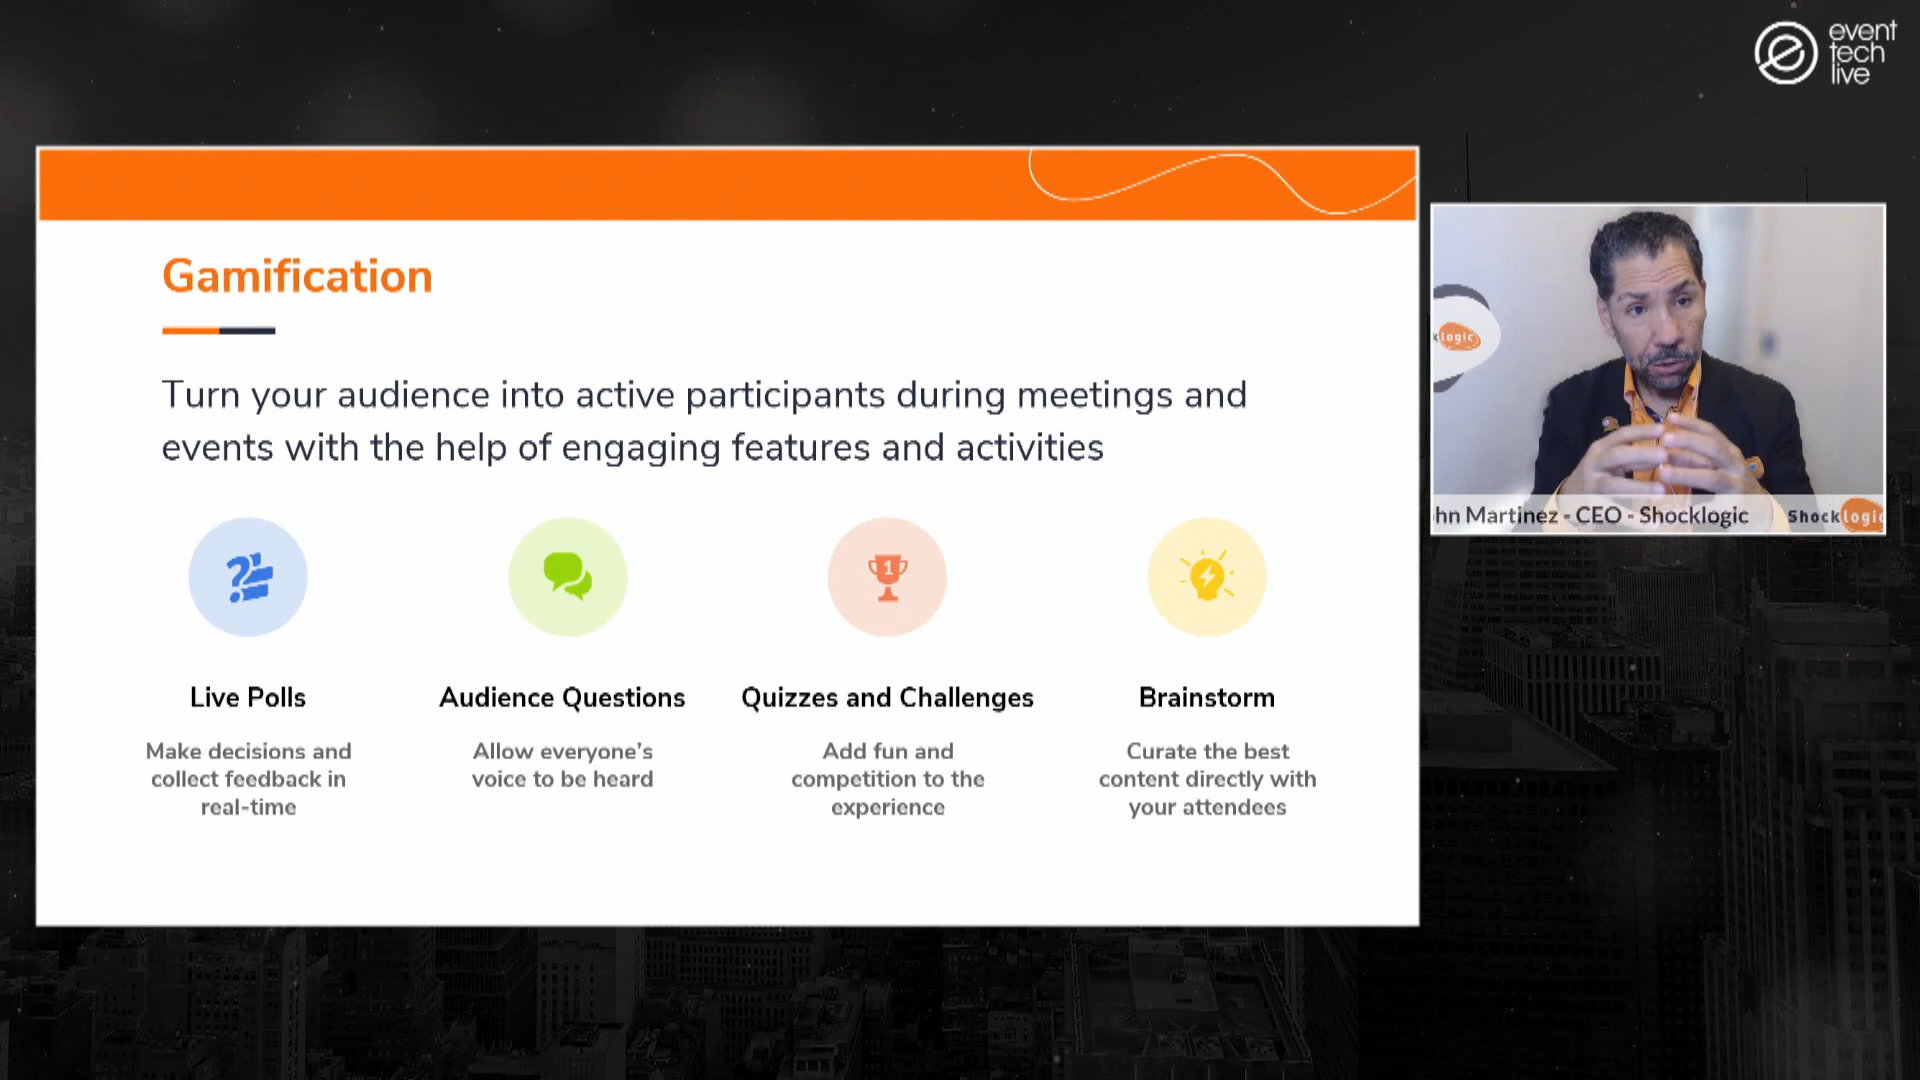 event
tech
live
Gamification
Turn your audience into active participants during meetings and
events with the help of engaging features and activities
1
Live Polls
Audience Questions
Quizzes and Challenges
Brainstorm
Make decisions and
collect feedback in
real-time
Allow everyone's
voice to be heard
Add fun and
competition to the
experience
Curate the best
content directly with
your attendees
klogic
hn Martinez - CEO - Shocklogic
Shocklogic